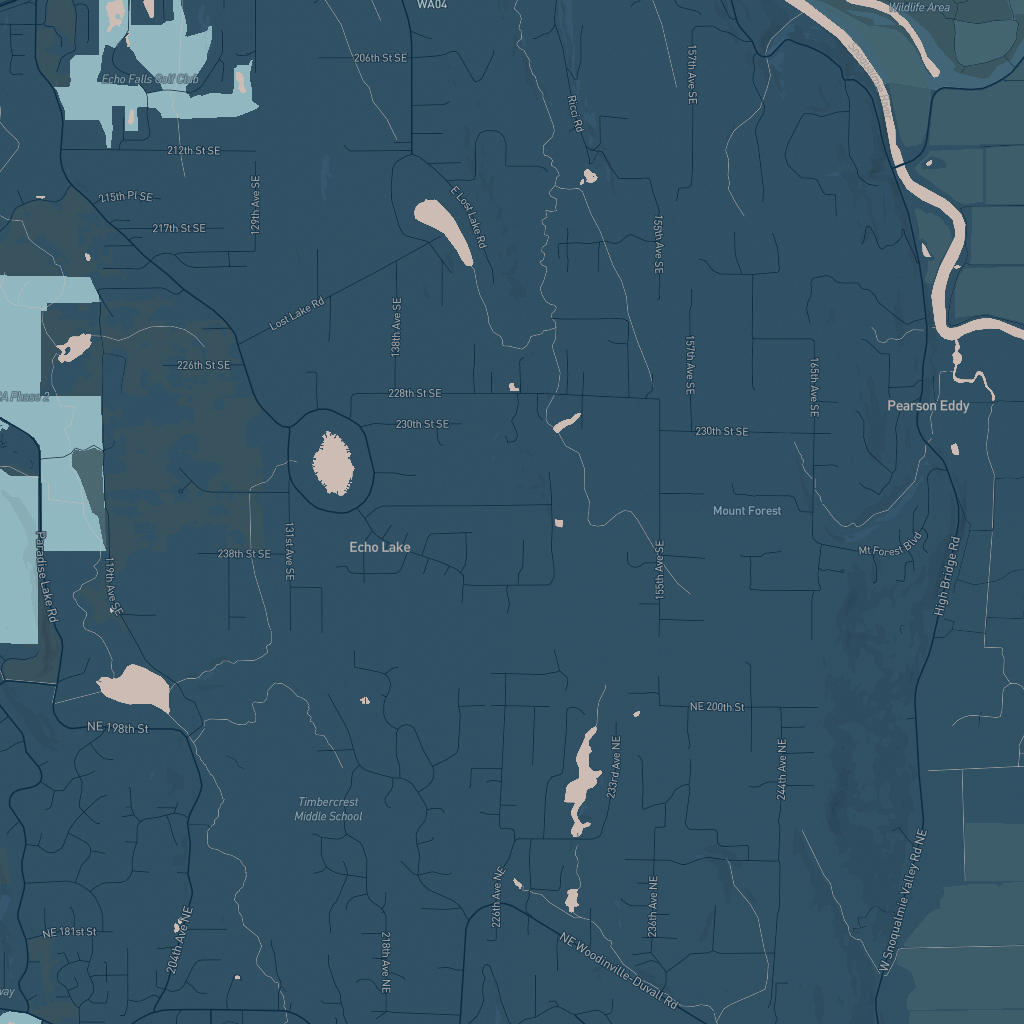 WA04
Wildlife Area
206th St SE
157th Ave SE
Echo Falls Golf Club
Ricci Rd
212th St SE
215th Pl SE
129th Ave SE
217th St SE
E Lost Lake Rd
155th Ave SE
Lost Lake Rd
138th Ave SE
226th St SE
157th Ave SE
165th Ave SE
228th St SE
A Phase 2
Pearson Eddy
230th St SE
230th St SE
Mount Forest
Paradise Lake Rd
131st Ave SE
Echo Lake
238th St SE
155th Ave SE
Mt Forest Blvd
High Bridge Rd
119th Ave SE
NE 198th St
NE 200th St
233rd Ave NE
244th Ave NE
Timbercrest
Middle School
226th Ave NE
236th Ave NE
W Snoqualmie Valley Rd NE
NE 181st St
204th Ave NE
218th Ave NE
NE Woodinville-Duvall Rd
way